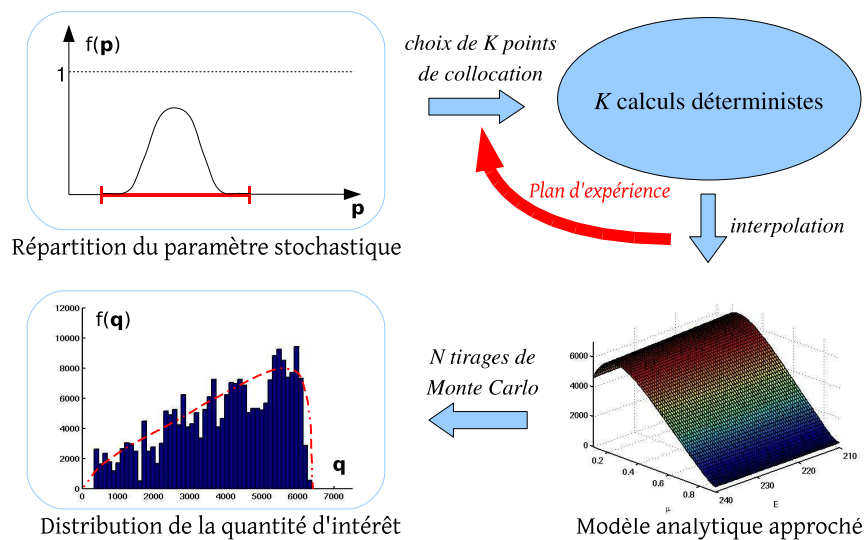 f(p)
1
p
Répartition du paramètre stochastique
choix de K points
de collocation
K calculs déterministes
Plan d'expérience
interpolation
12000
10000
8000
6000
4000
2000
0
f(q)
q
0 1000 2000 3000 4000 5000 6000 7000
Distribution de la quantité d'intérêt
N tirages de
Monte Carlo
6000
4000
2000
0
0.2 0.4 0.6 0.8
μ
240 230 220 210
E
Modèle analytique approché